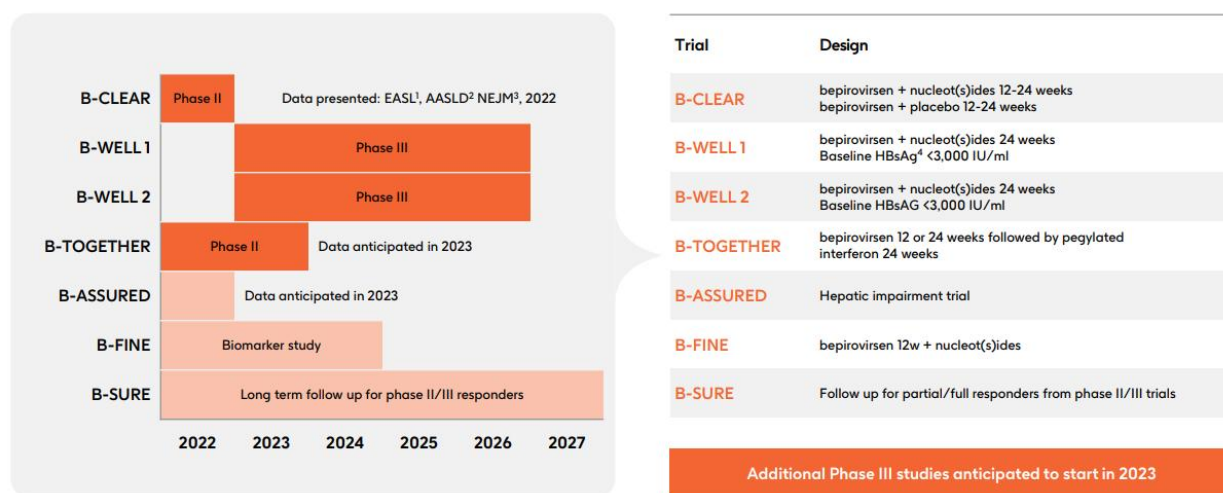 B-CLEAR
Phase II
Data presented: EASL¹, AASLD² NEJM³, 2022
B-WELL 1
Phase III
B-WELL 2
Phase III
B-TOGETHER
Phase II
Data anticipated in 2023
B-ASSURED
Data anticipated in 2023
B-FINE
Biomarker study
B-SURE
Long term follow up for phase II/III responders
2022 2023 2024 2025 2026 2027
Trial Design
B-CLEAR
bepirovirsen + nucleot(s)ides 12-24 weeks
bepirovirsen + placebo 12-24 weeks
B-WELL 1
bepirovirsen + nucleot(s)ides 24 weeks
Baseline HBsAg⁴ <3,000 IU/ml
B-WELL 2
bepirovirsen + nucleot(s)ides 24 weeks
Baseline HBsAG <3,000 IU/ml
B-TOGETHER
bepirovirsen 12 or 24 weeks followed by pegylated
interferon 24 weeks
B-ASSURED
Hepatic impairment trial
B-FINE
bepirovirsen 12w + nucleot(s)ides
B-SURE
Follow up for partial/full responders from phase II/III trials
Additional Phase III studies anticipated to start in 2023